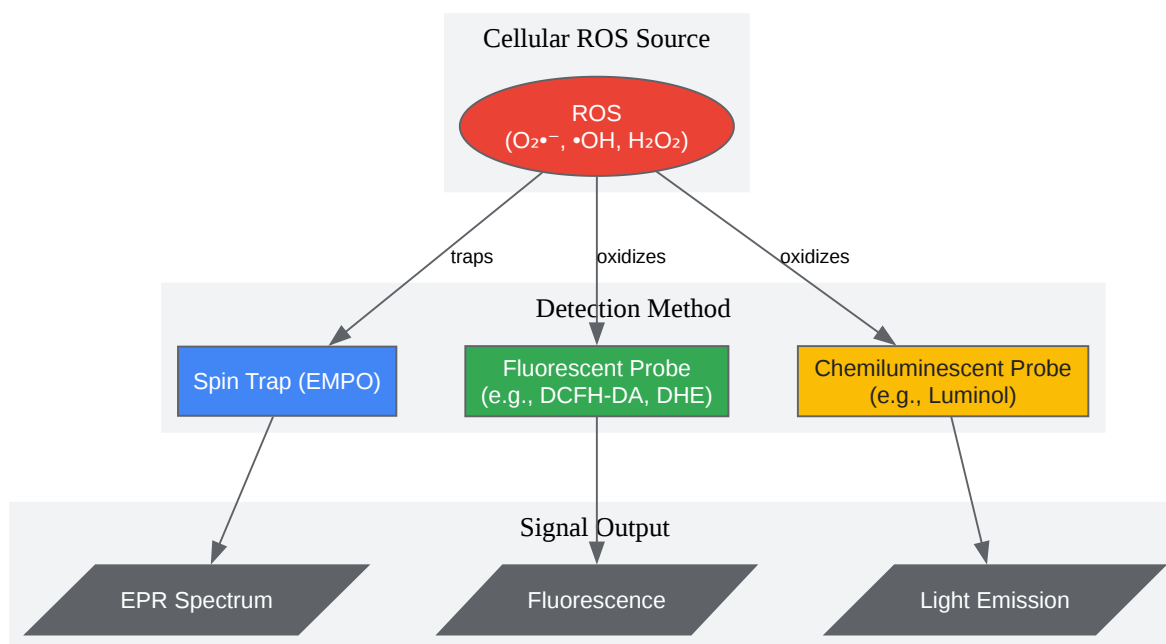 Cellular ROS Source
ROS
(O₂•⁻, •OH, H₂O₂)
traps
oxidizes
oxidizes
Detection Method
Spin Trap (EMPO)
Fluorescent Probe
(e.g., DCFH-DA, DHE)
Chemiluminescent Probe
(e.g., Luminol)
Signal Output
EPR Spectrum
Fluorescence
Light Emission